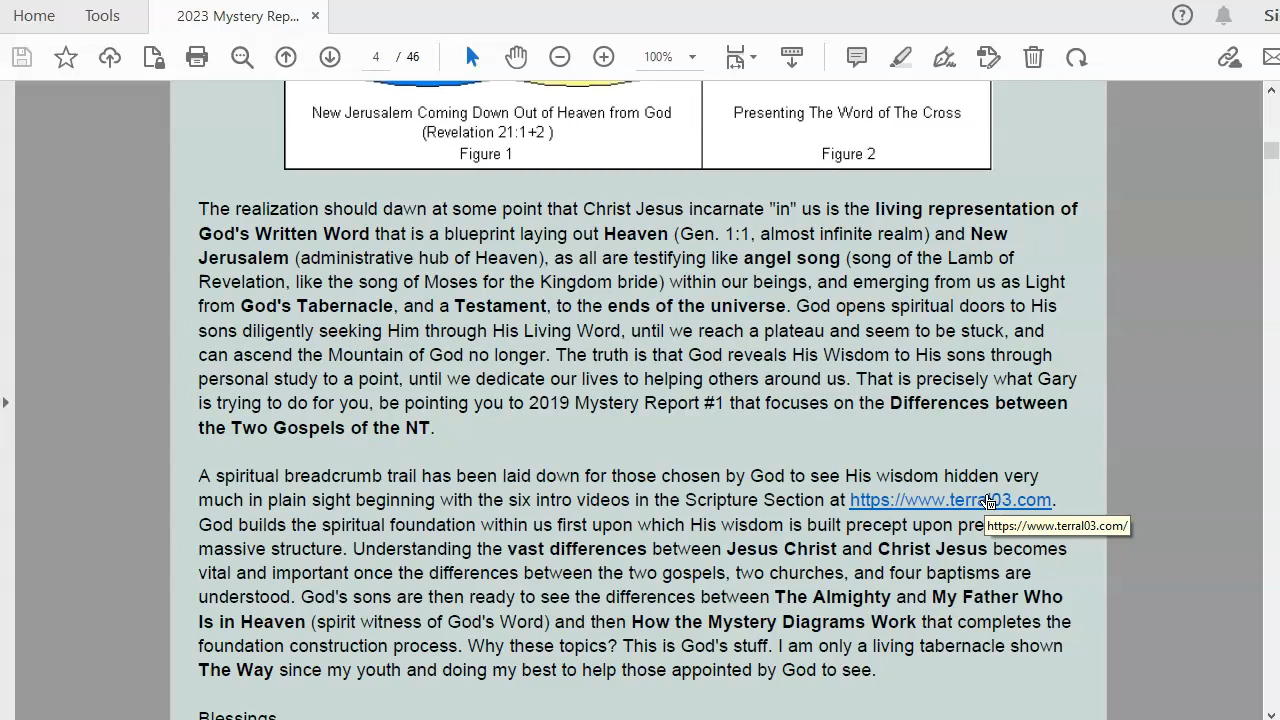 Home Tools 2023 Mystery Rep... × ? Si
4 / 46 100%
New Jerusalem Coming Down Out of Heaven from God
(Revelation 21:1+2 )
Figure 1
Presenting The Word of The Cross
Figure 2
The realization should dawn at some point that Christ Jesus incarnate "in" us is the living representation of
God's Written Word that is a blueprint laying out Heaven (Gen. 1:1, almost infinite realm) and New
Jerusalem (administrative hub of Heaven), as all are testifying like angel song (song of the Lamb of
Revelation, like the song of Moses for the Kingdom bride) within our beings, and emerging from us as Light
from God's Tabernacle, and a Testament, to the ends of the universe. God opens spiritual doors to His
sons diligently seeking Him through His Living Word, until we reach a plateau and seem to be stuck, and
can ascend the Mountain of God no longer. The truth is that God reveals His Wisdom to His sons through
personal study to a point, until we dedicate our lives to helping others around us. That is precisely what Gary
is trying to do for you, be pointing you to 2019 Mystery Report #1 that focuses on the Differences between
the Two Gospels of the NT.
A spiritual breadcrumb trail has been laid down for those chosen by God to see His wisdom hidden very
much in plain sight beginning with the six intro videos in the Scripture Section at https://www.terral03.com.
God builds the spiritual foundation within us first upon which His wisdom is built precept upon pre
https://www.terral03.com/
massive structure. Understanding the vast differences between Jesus Christ and Christ Jesus becomes
vital and important once the differences between the two gospels, two churches, and four baptisms are
understood. God's sons are then ready to see the differences between The Almighty and My Father Who
Is in Heaven (spirit witness of God's Word) and then How the Mystery Diagrams Work that completes the
foundation construction process. Why these topics? This is God's stuff. I am only a living tabernacle shown
The Way since my youth and doing my best to help those appointed by God to see.
Blessings